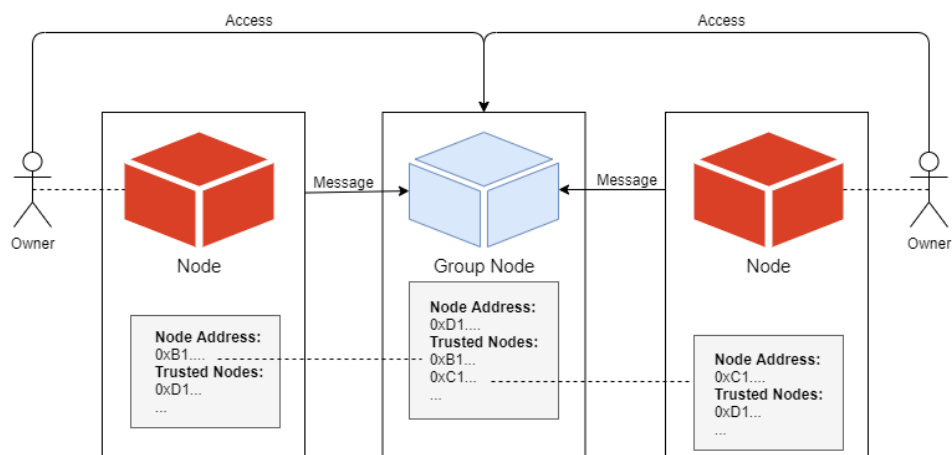 Access
Access
Message
Message
Owner
Owner
Node
Group Node
Node
Node Address:
0xB1....
Trusted Nodes:
0xD1...
...
Node Address:
0xD1....
Trusted Nodes:
0xB1...
0xC1...
...
Node Address:
0xC1....
Trusted Nodes:
0xD1...
...